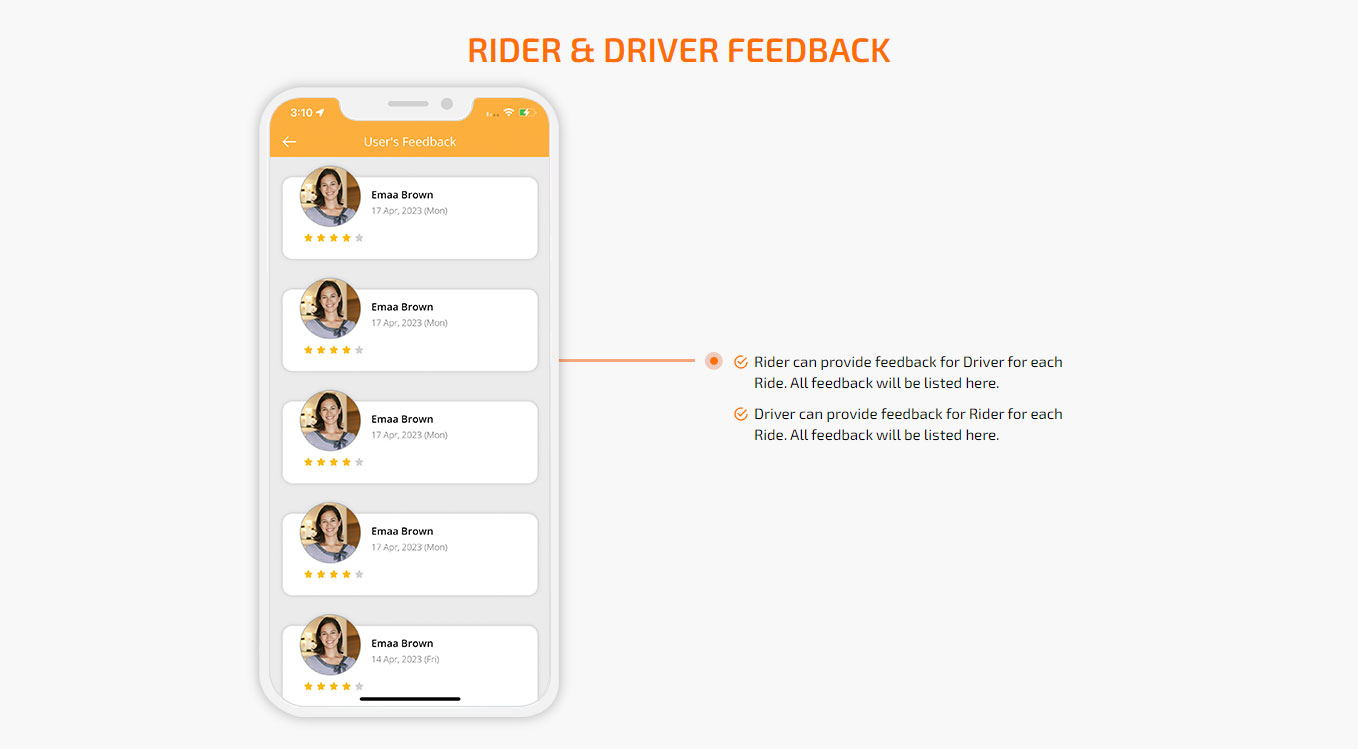 RIDER & DRIVER FEEDBACK
3:10
User's Feedback
Emaa Brown
17 Apr, 2023 (Mon)
Emaa Brown
17 Apr, 2023 (Mon)
Emaa Brown
17 Apr, 2023 (Mon)
Emaa Brown
17 Apr, 2023 (Mon)
Emaa Brown
14 Apr, 2023 (Fri)
Rider can provide feedback for Driver for each
Ride. All feedback will be listed here.
Driver can provide feedback for Rider for each
Ride. All feedback will be listed here.